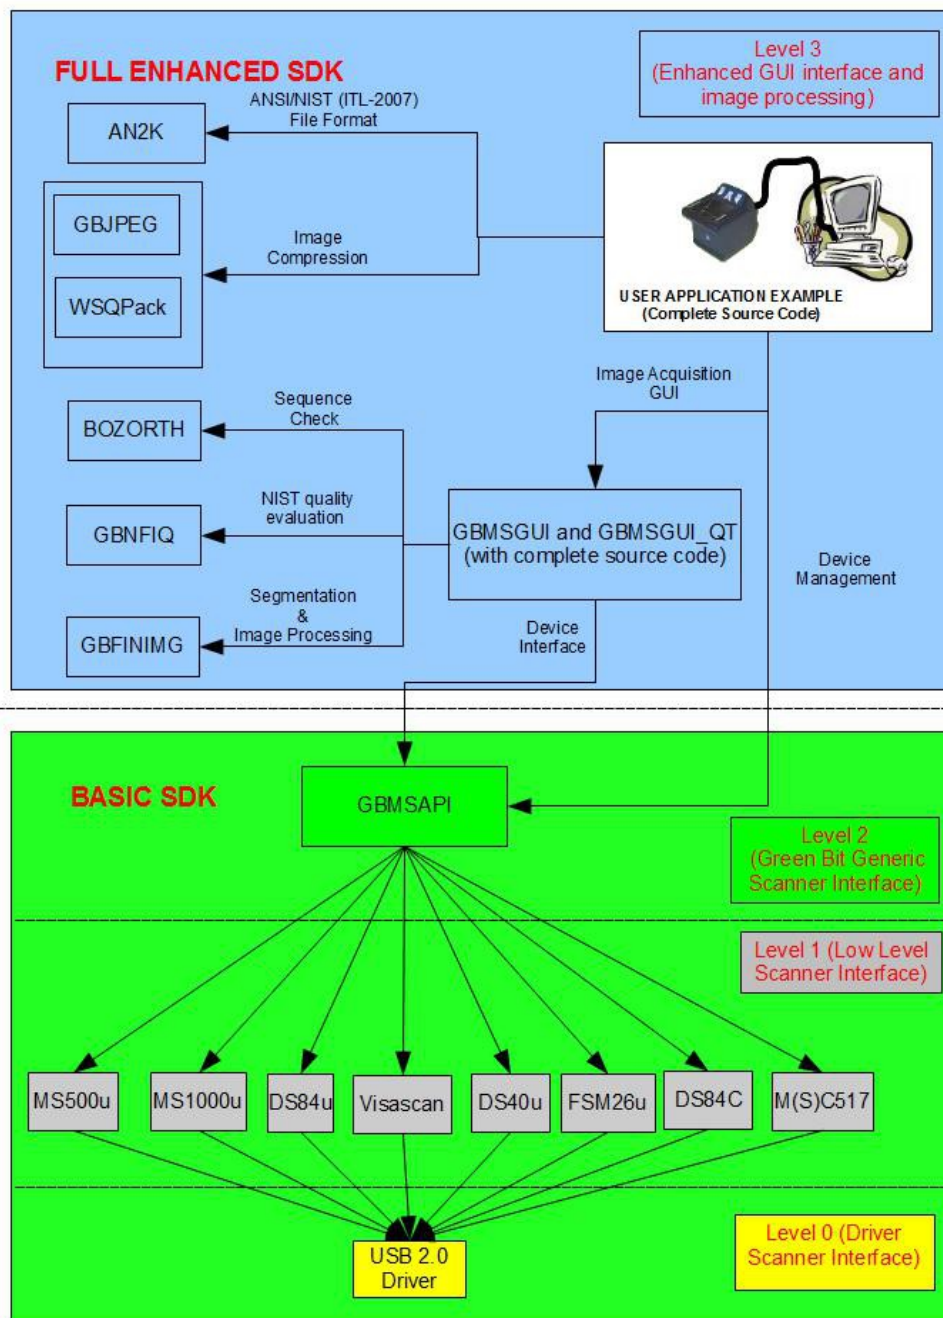 FULL ENHANCED SDK
Level 3
(Enhanced GUI interface and
image processing)
ANSI/NIST (ITL-2007)
File Format
AN2K
GBJPEG
Image
Compression
WSQPack
USER APPLICATION EXAMPLE
(Complete Source Code)
Image Acquisition
GUI
Sequence
Check
BOZORTH
NIST quality
evaluation
GBNFIQ
GBMSGUI and GBMSGUI_QT
(with complete source code)
Device
Management
Segmentation
&
Image Processing
GBFINIMG
Device
Interface
BASIC SDK
GBMSAPI
Level 2
(Green Bit Generic
Scanner Interface)
Level 1 (Low Level
Scanner Interface)
MS500u
MS1000u
DS84u
Visascan
DS40u
FSM26u
DS84C
M(S)C517
Level 0 (Driver
Scanner Interface)
USB 2.0
Driver